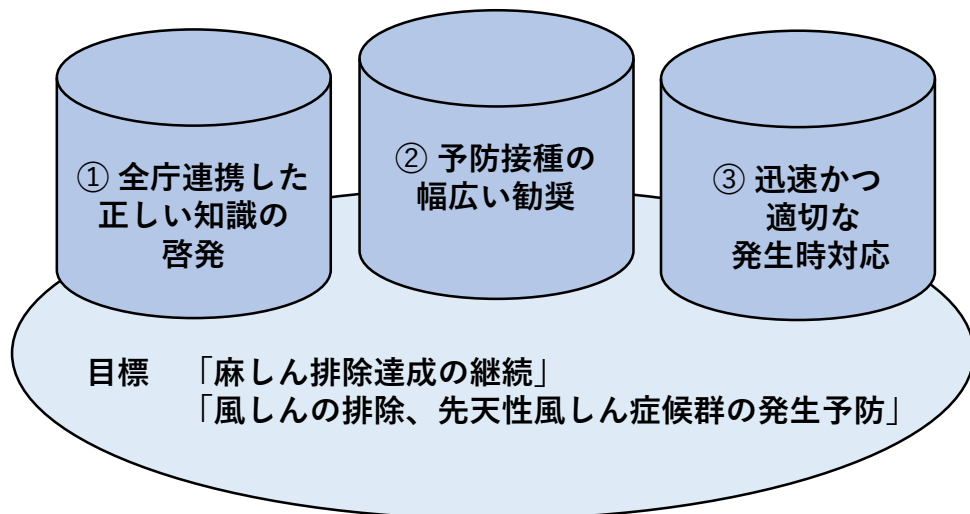 ① 全庁連携した
正しい知識の
啓発
② 予防接種の
幅広い勧奨
③ 迅速かつ
適切な
発生時対応
目標 「麻しん排除達成の継続」
「風しんの排除、先天性風しん症候群の発生予防」